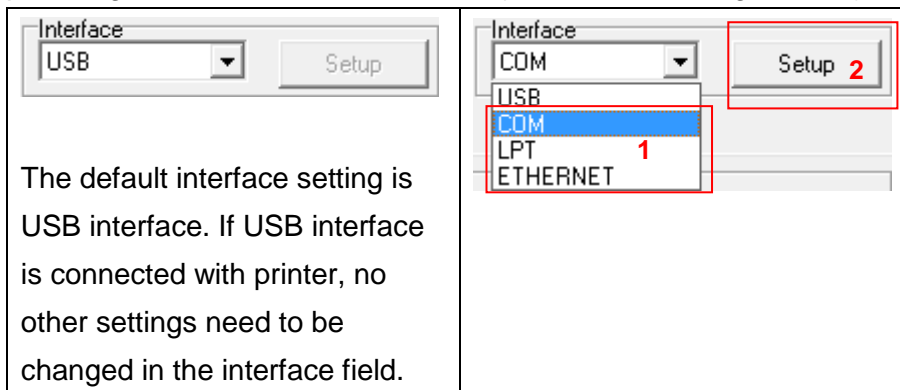 Interface
USB
Setup
The default interface setting is
USB interface. If USB interface
is connected with printer, no
other settings need to be
changed in the interface field.
Interface
COM
Setup 2
USB
COM
LPT 1
ETHERNET